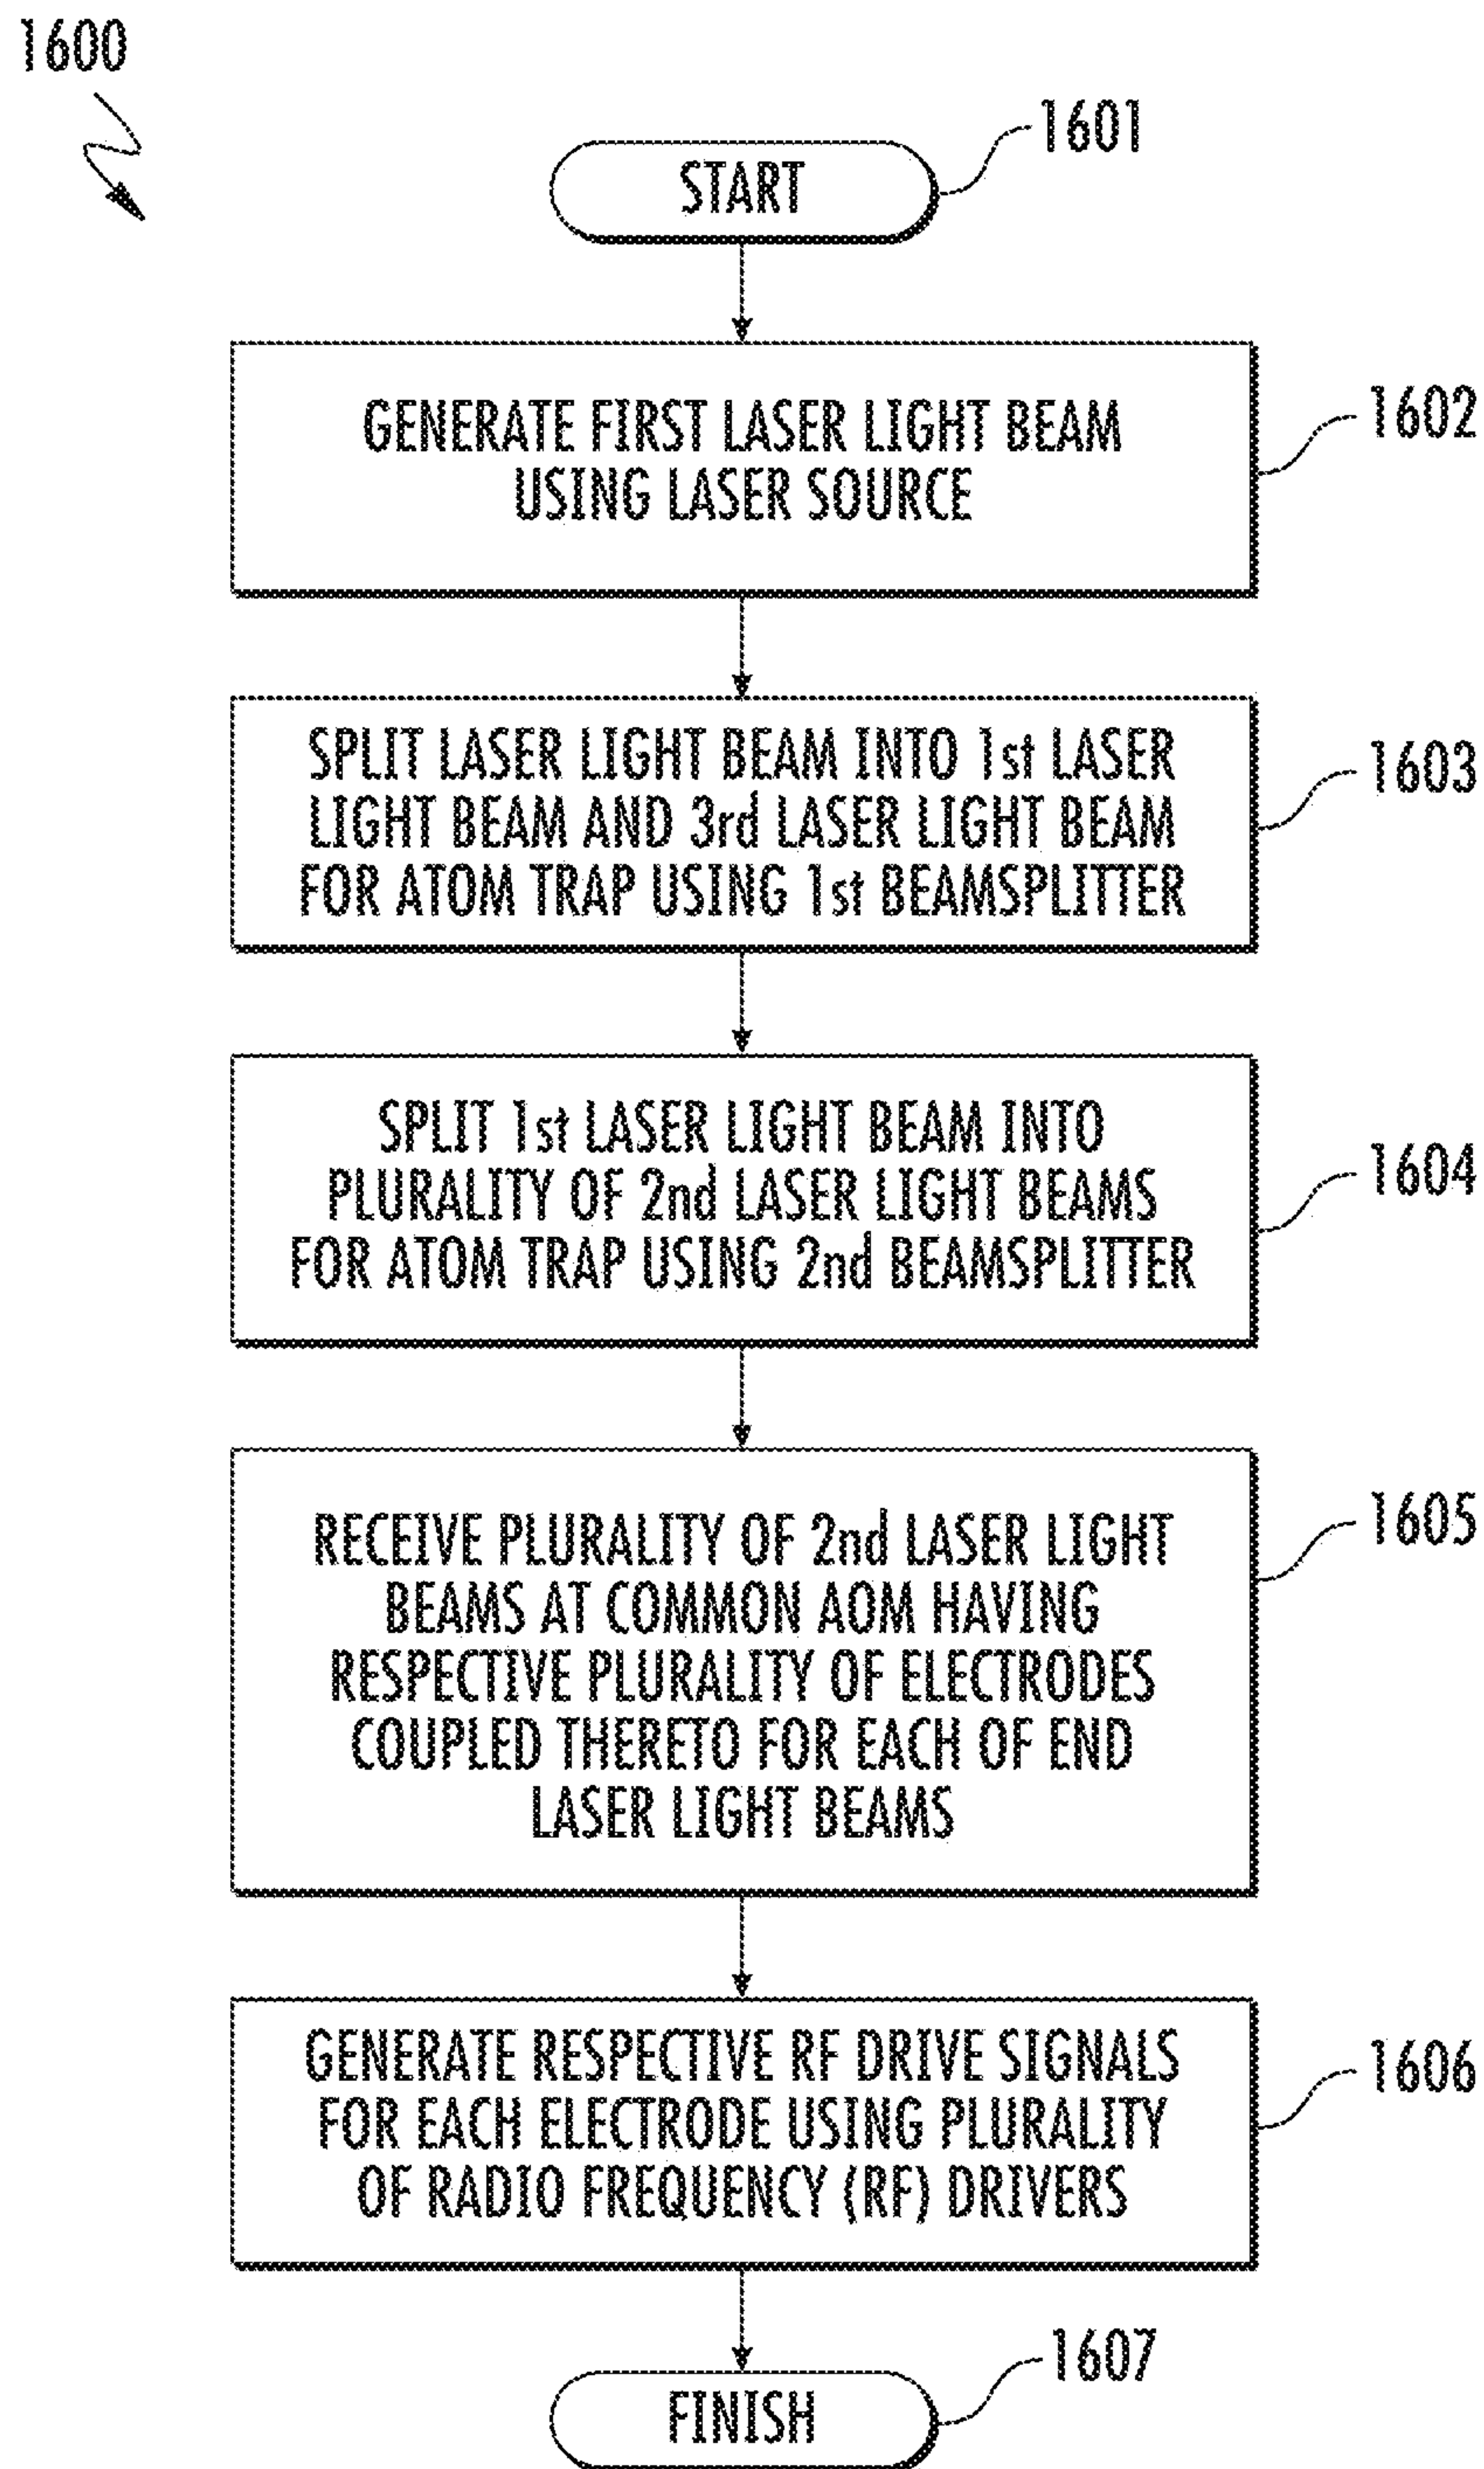 1600
1601
START
1602
GENERATE FIRST LASER LIGHT BEAM
USING LASER SOURCE
1603
SPLIT LASER LIGHT BEAM INTO 1st LASER
LIGHT BEAM AND 3rd LASER LIGHT BEAM
FOR ATOM TRAP USING 1st BEAMSPLITTER
1604
SPLIT 1st LASER LIGHT BEAM INTO
PLURALITY OF 2nd LASER LIGHT BEAMS
FOR ATOM TRAP USING 2nd BEAMSPLITTER
1605
RECEIVE PLURALITY OF 2nd LASER LIGHT
BEAMS AT COMMON AOM HAVING
RESPECTIVE PLURALITY OF ELECTRODES
COUPLED THERETO FOR EACH OF END
LASER LIGHT BEAMS
1606
GENERATE RESPECTIVE RF DRIVE SIGNALS
FOR EACH ELECTRODE USING PLURALITY
OF RADIO FREQUENCY (RF) DRIVERS
1607
FINISH